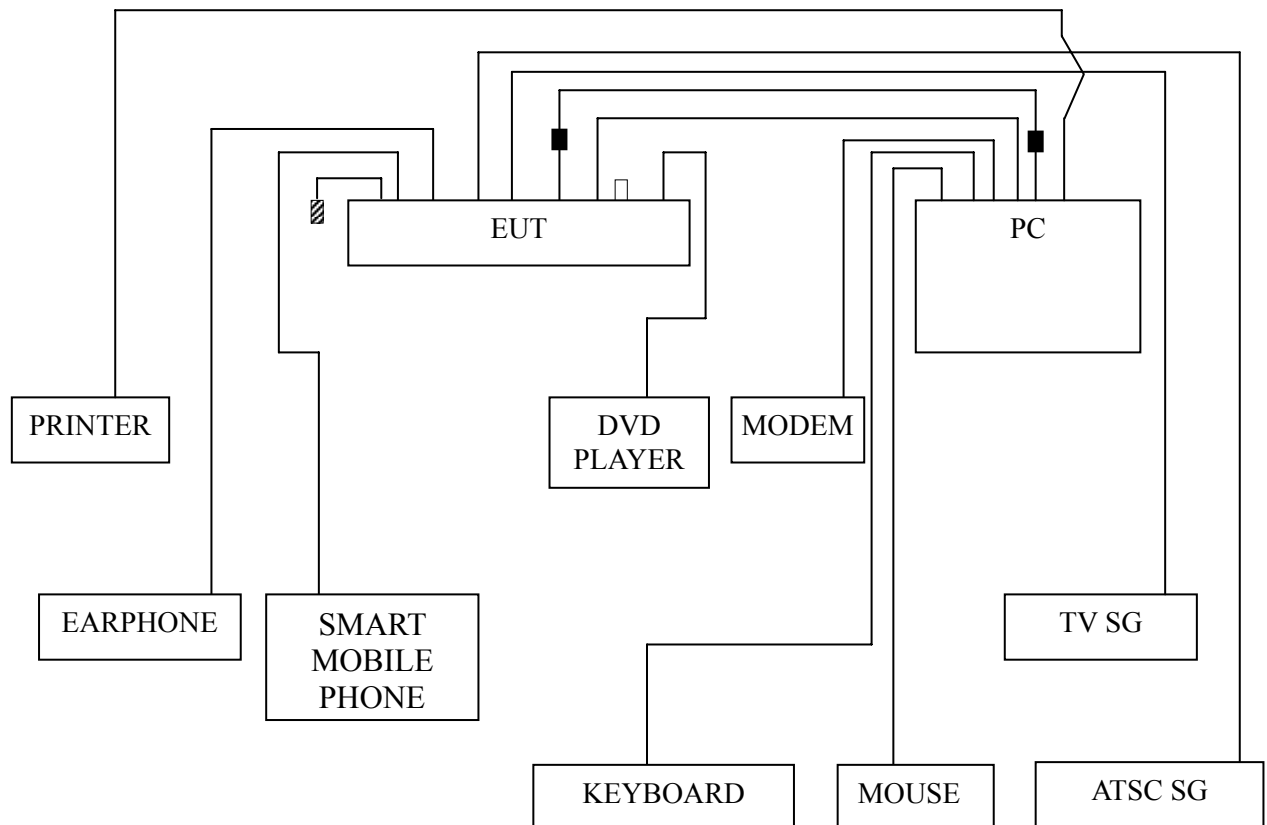 EUT
PC
PRINTER
DVD
PLAYER
MODEM
EARPHONE
SMART
MOBILE
PHONE
TV SG
KEYBOARD
MOUSE
ATSC SG